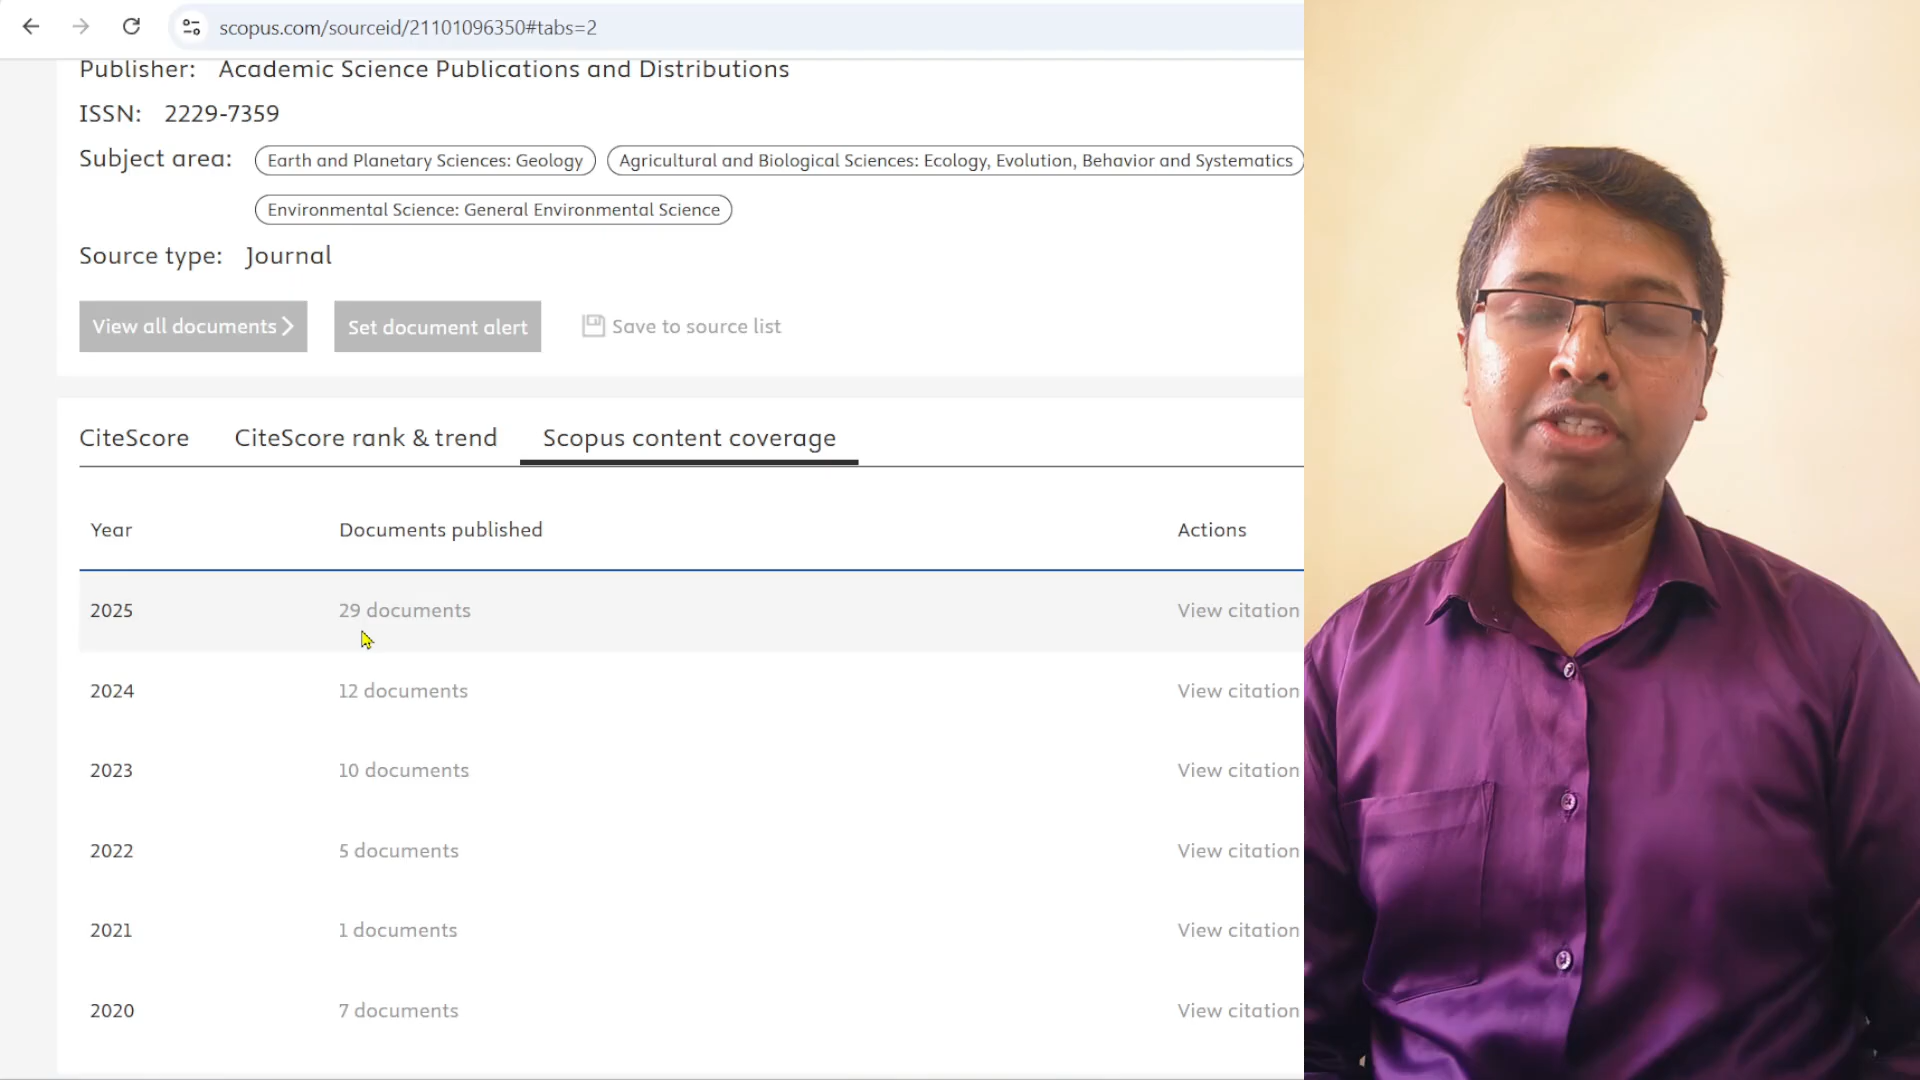 scopus.com/sourceid/21101096350#tabs=2
Publisher: Academic Science Publications and Distributions
ISSN: 2229-7359
Subject area: Earth and Planetary Sciences: Geology Agricultural and Biological Sciences: Ecology, Evolution, Behavior and Systematics
Environmental Science: General Environmental Science
Source type: Journal
View all documents Set document alert Save to source list
CiteScore CiteScore rank & trend Scopus content coverage
Year Documents published Actions
2025 29 documents View citation
2024 12 documents View citation
2023 10 documents View citation
2022 5 documents View citation
2021 1 documents View citation
2020 7 documents View citation